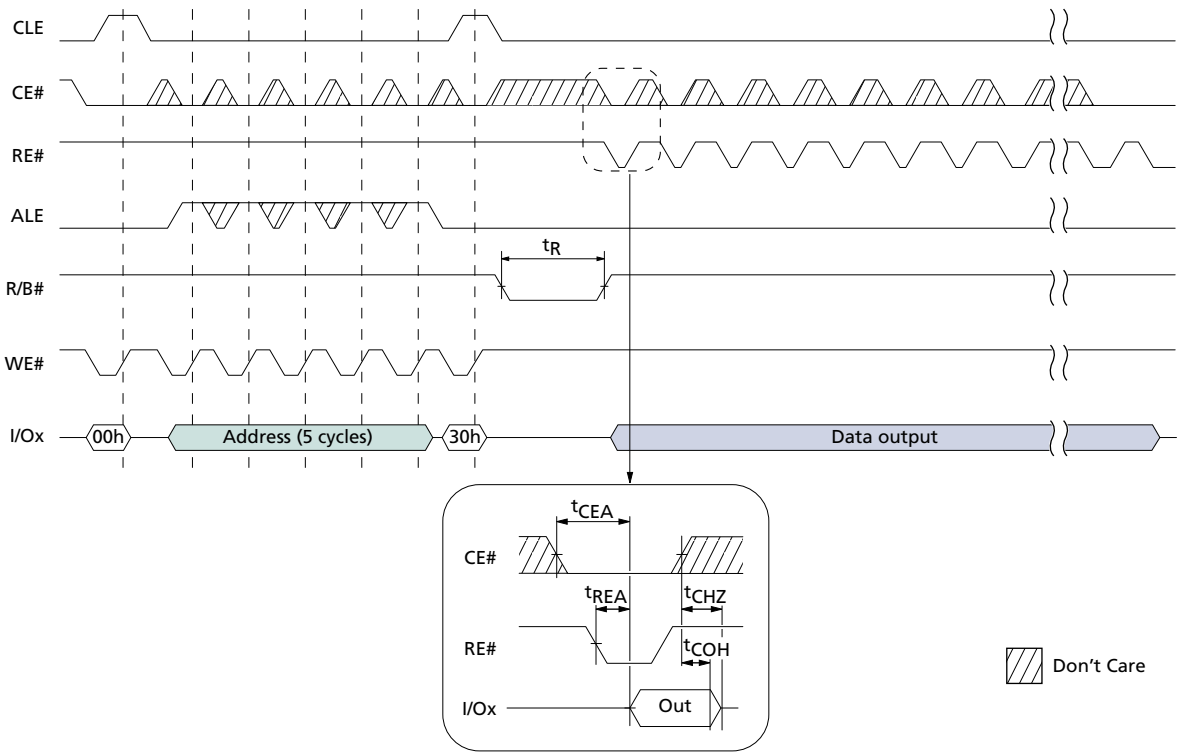 CLE
CE#
RE#
ALE
tR
R/B#
WE#
I/Ox 00h Address (5 cycles) 30h Data output
tCEA
CE#
tREA tCHZ
RE# tCOH
I/Ox Out
Don't Care